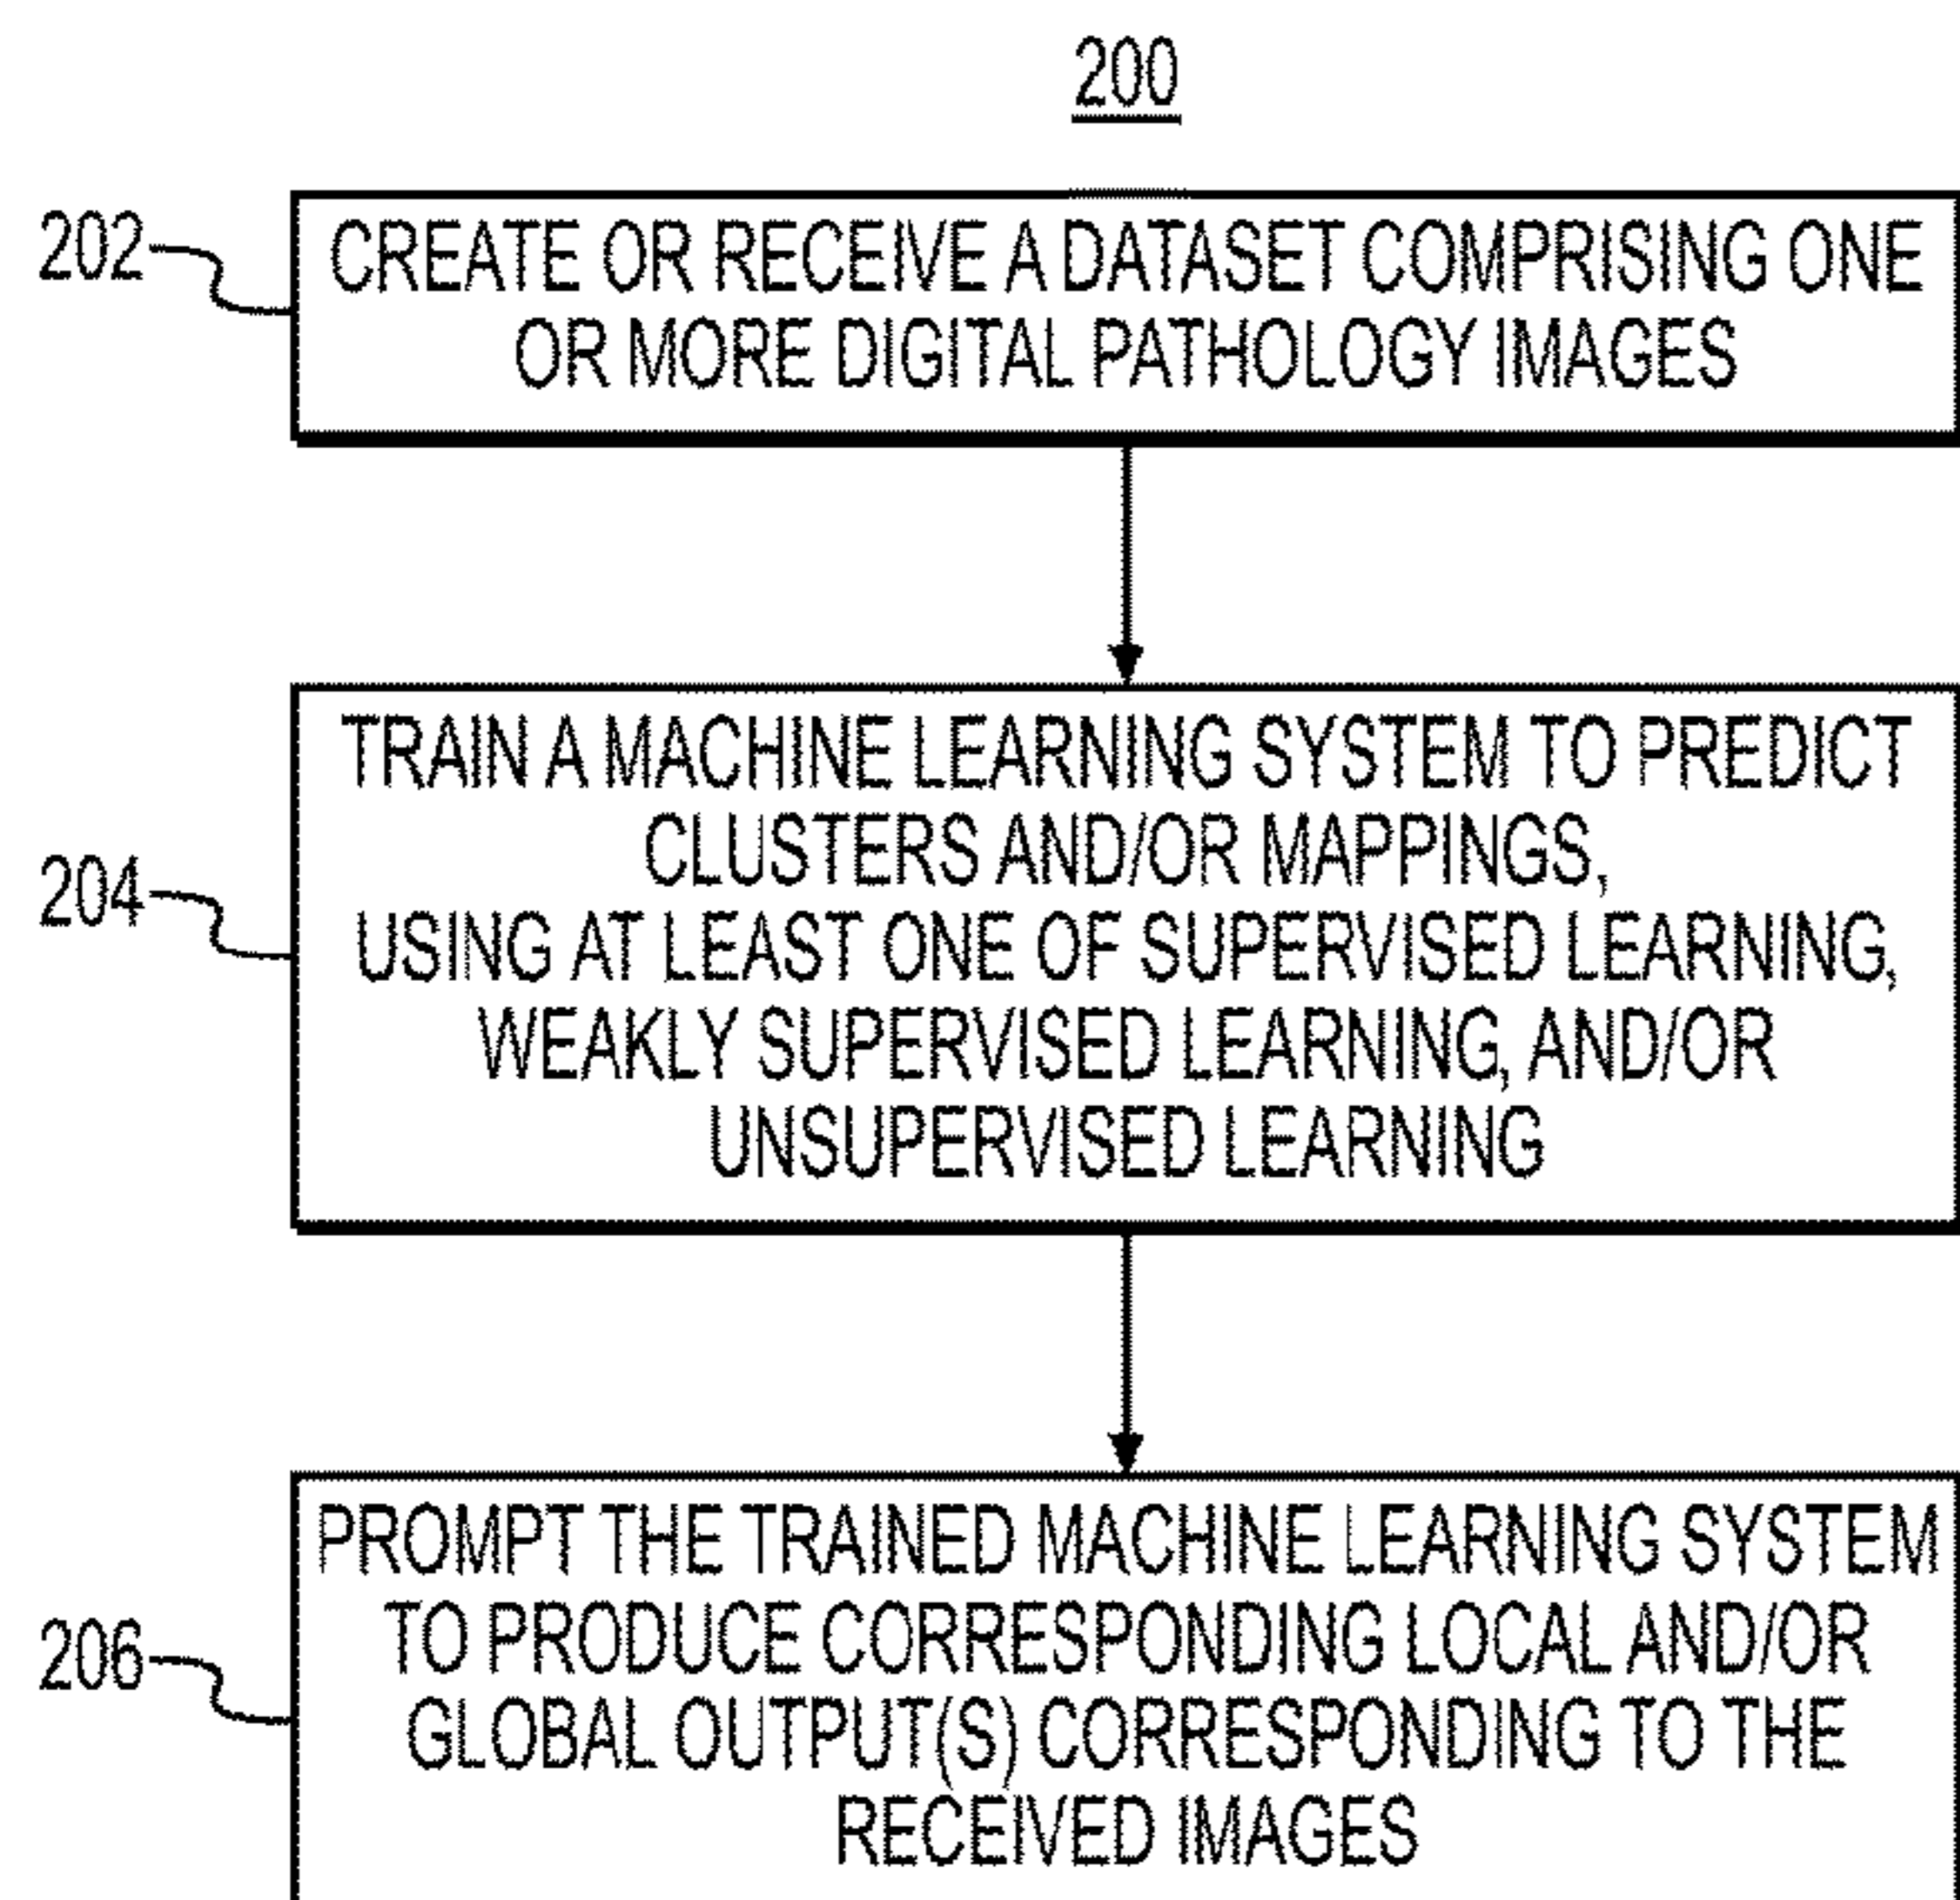 200
202
CREATE OR RECEIVE A DATASET COMPRISING ONE
OR MORE DIGITAL PATHOLOGY IMAGES
204
TRAIN A MACHINE LEARNING SYSTEM TO PREDICT
CLUSTERS AND/OR MAPPINGS,
USING AT LEAST ONE OF SUPERVISED LEARNING,
WEAKLY SUPERVISED LEARNING, AND/OR
UNSUPERVISED LEARNING
206
PROMPT THE TRAINED MACHINE LEARNING SYSTEM
TO PRODUCE CORRESPONDING LOCAL AND/OR
GLOBAL OUTPUT(S) CORRESPONDING TO THE
RECEIVED IMAGES